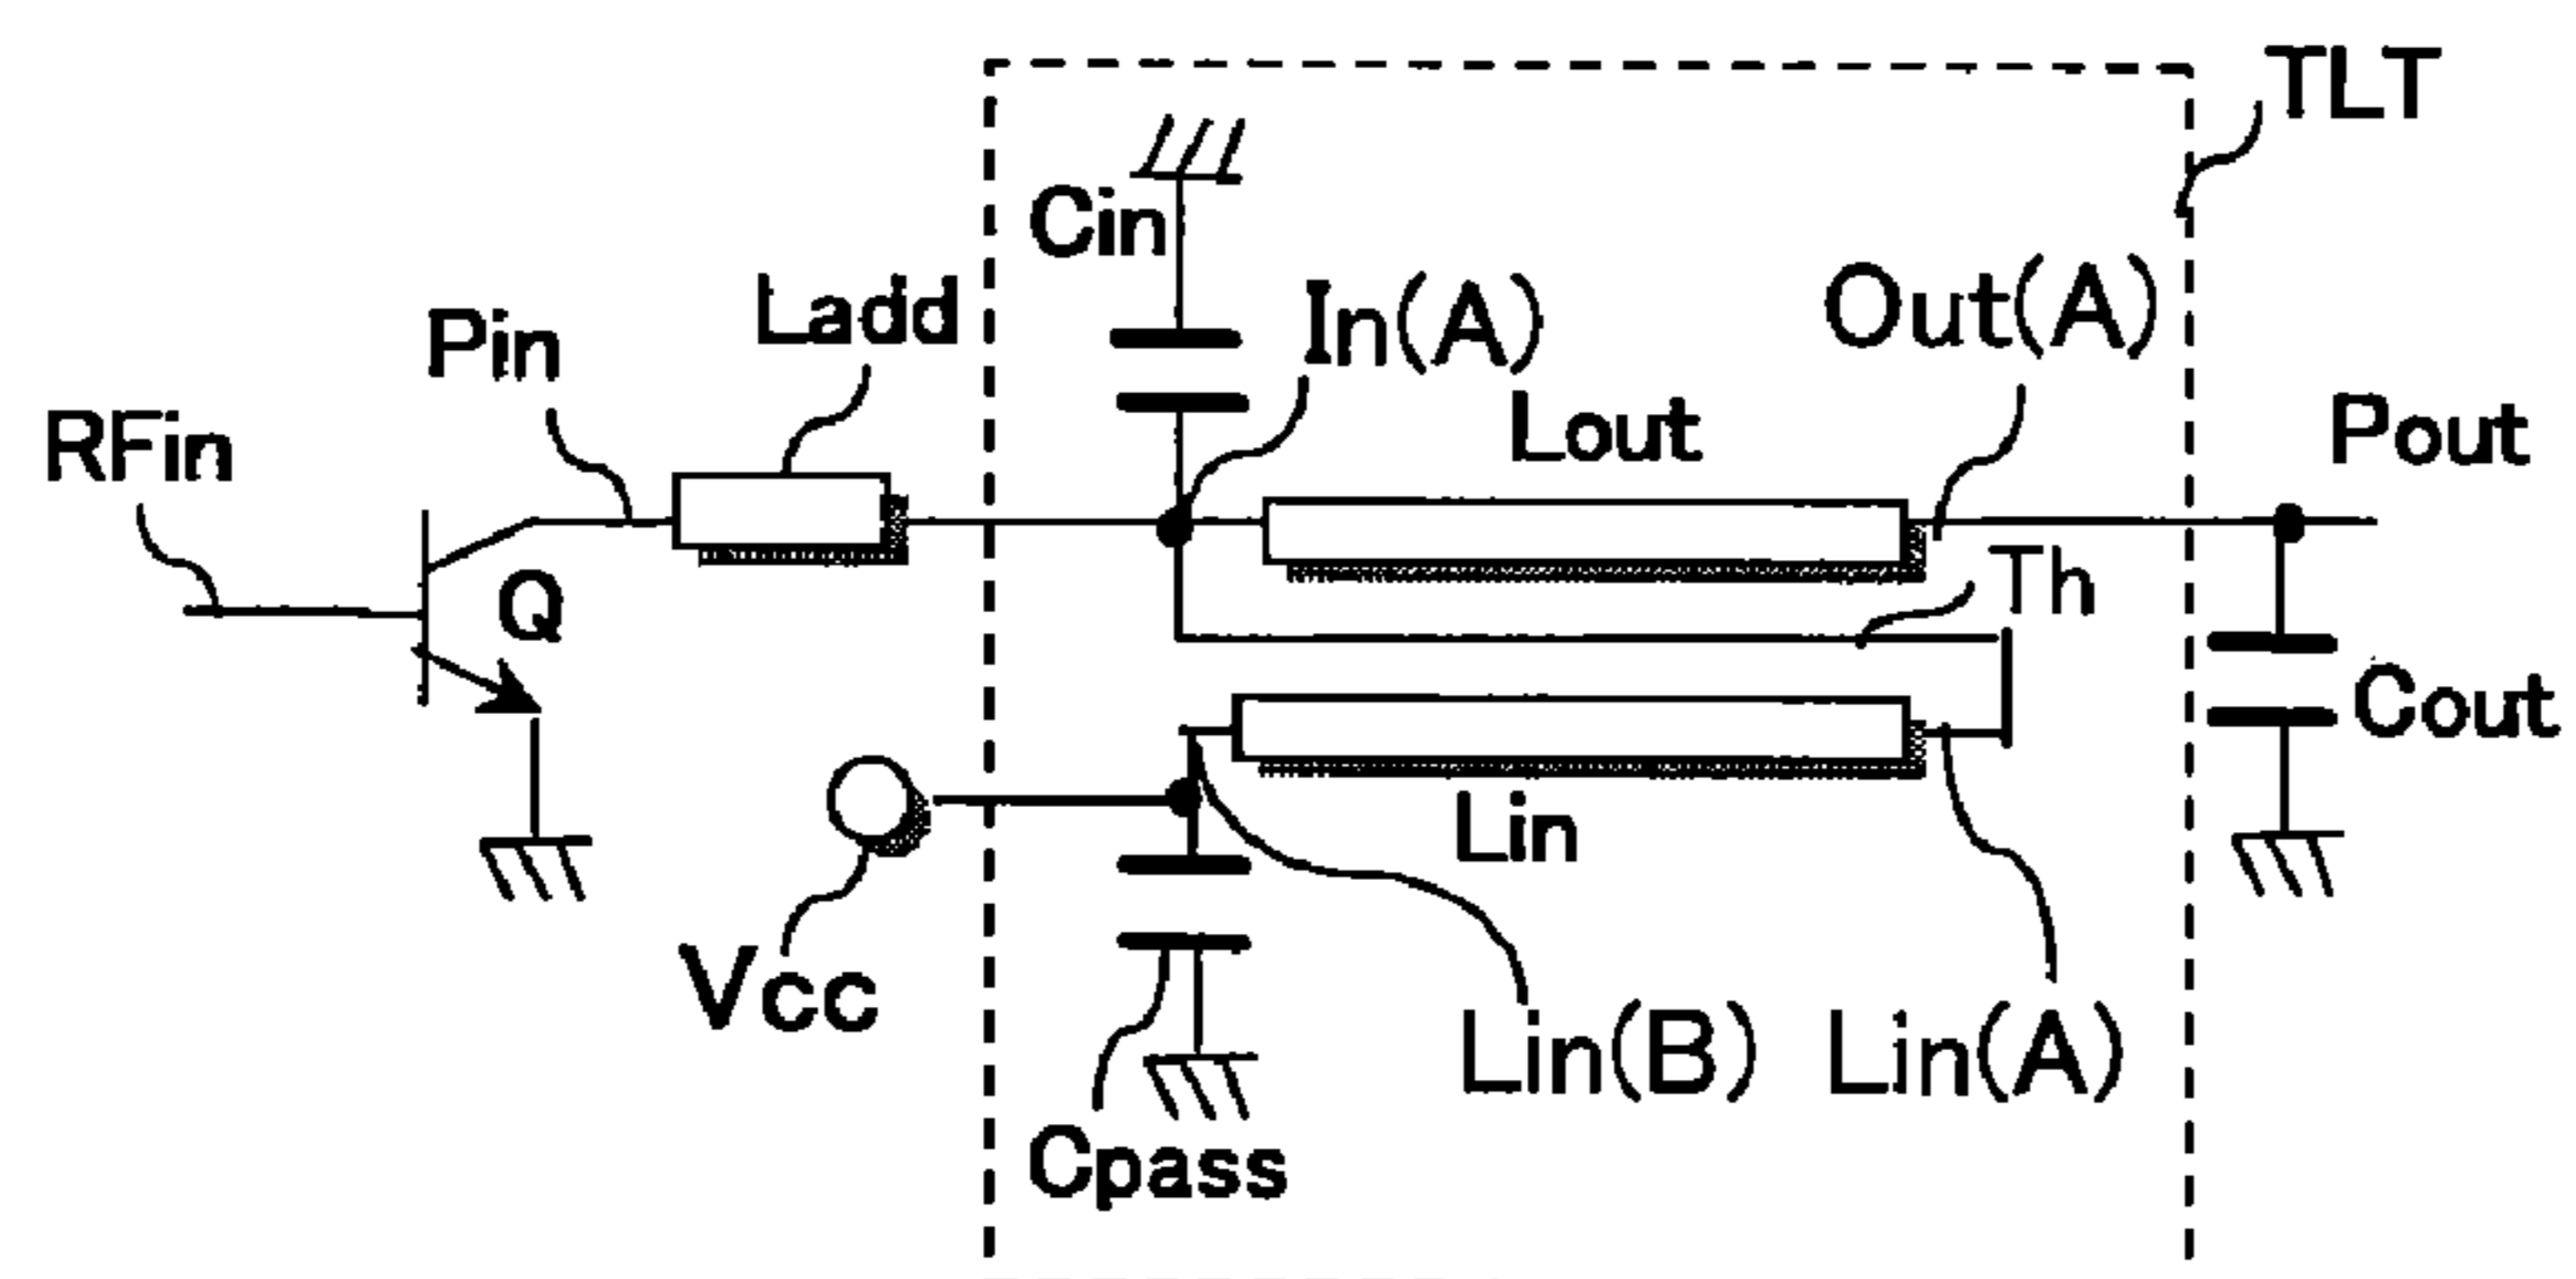 TLT
Cin
In(A)
Out(A)
Ladd
Pin
Lout
Pout
RFin
Th
Q
Cout
Lin
Vcc
Lin(B)
Lin(A)
Cpass